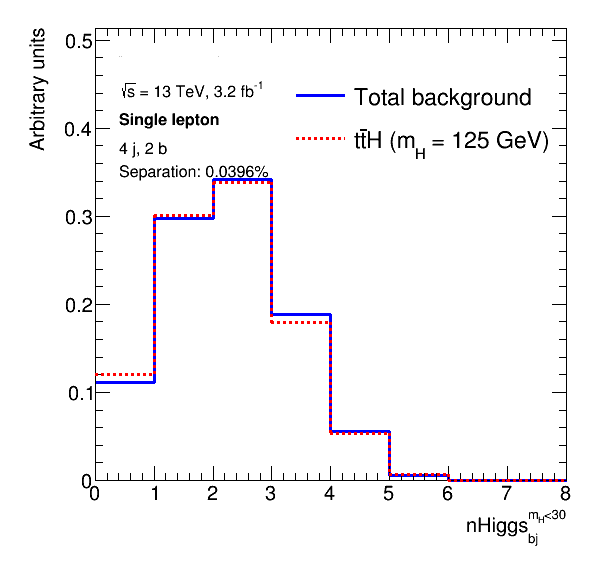 Arbitrary units
0.5
0.4
0.3
0.2
0.1
0
√s = 13 TeV, 3.2 fb⁻¹
Single lepton
4 j, 2 b
Separation: 0.0396%
Total background
tt̄H (m_H = 125 GeV)
0 1 2 3 4 5 6 7 8
nHiggs_bj^{m_H<30}